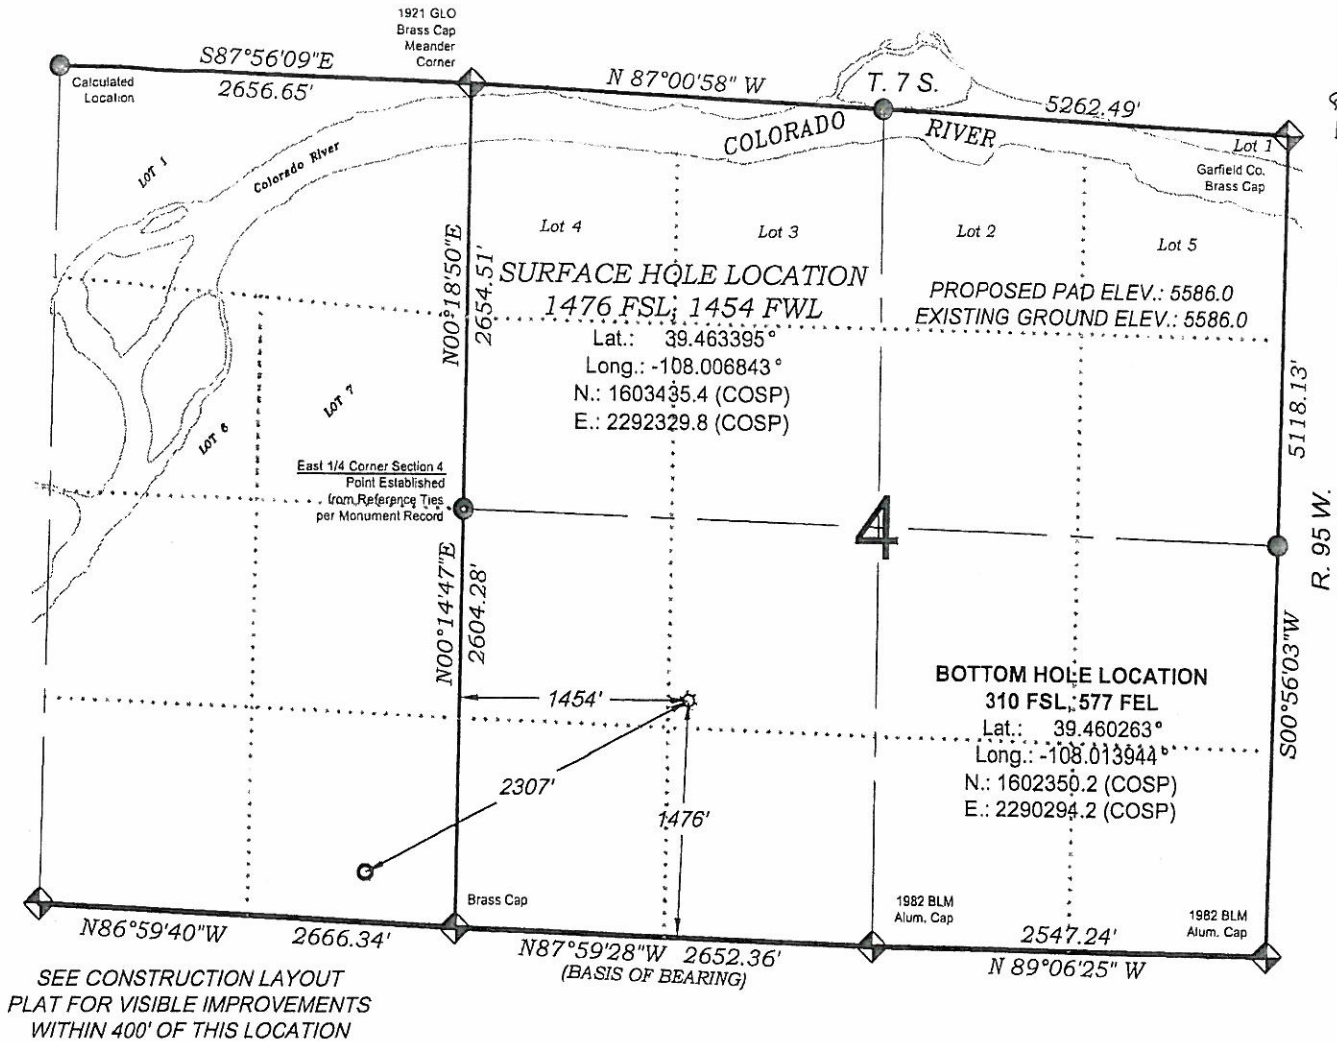 1921 GLO
Brass Cap
Meander
Corner
S87°56'09"E
2656.65'
Calculated
Location
N 87°00'58" W
T. 7 S.
5262.49'
COLORADO RIVER
Lot 1
Garfield Co.
Brass Cap
LOT 1
Colorado River
Lot 4
Lot 3
Lot 2
Lot 5
N00°18'50"E
2654.51'
SURFACE HOLE LOCATION
1476 FSL, 1454 FWL
Lat.: 39.463395°
Long.: -108.006843°
N.: 1603435.4 (COSP)
E.: 2292329.8 (COSP)
PROPOSED PAD ELEV.: 5586.0
EXISTING GROUND ELEV.: 5586.0
5118.13'
LOT 7
LOT 6
East 1/4 Corner Section 4
Point Established
from Reference Ties
per Monument Record
4
R. 95 W.
N00°14'47"E
2604.28'
S00°56'03"W
1454'
2307'
1476'
BOTTOM HOLE LOCATION
310 FSL, 577 FEL
Lat.: 39.460263°
Long.: -108.013944°
N.: 1602350.2 (COSP)
E.: 2290294.2 (COSP)
Brass Cap
1982 BLM
Alum. Cap
1982 BLM
Alum. Cap
N86°59'40"W 2666.34'
N87°59'28"W 2652.36'
(BASIS OF BEARING)
2547.24'
N 89°06'25" W
SEE CONSTRUCTION LAYOUT
PLAT FOR VISIBLE IMPROVEMENTS
WITHIN 400' OF THIS LOCATION